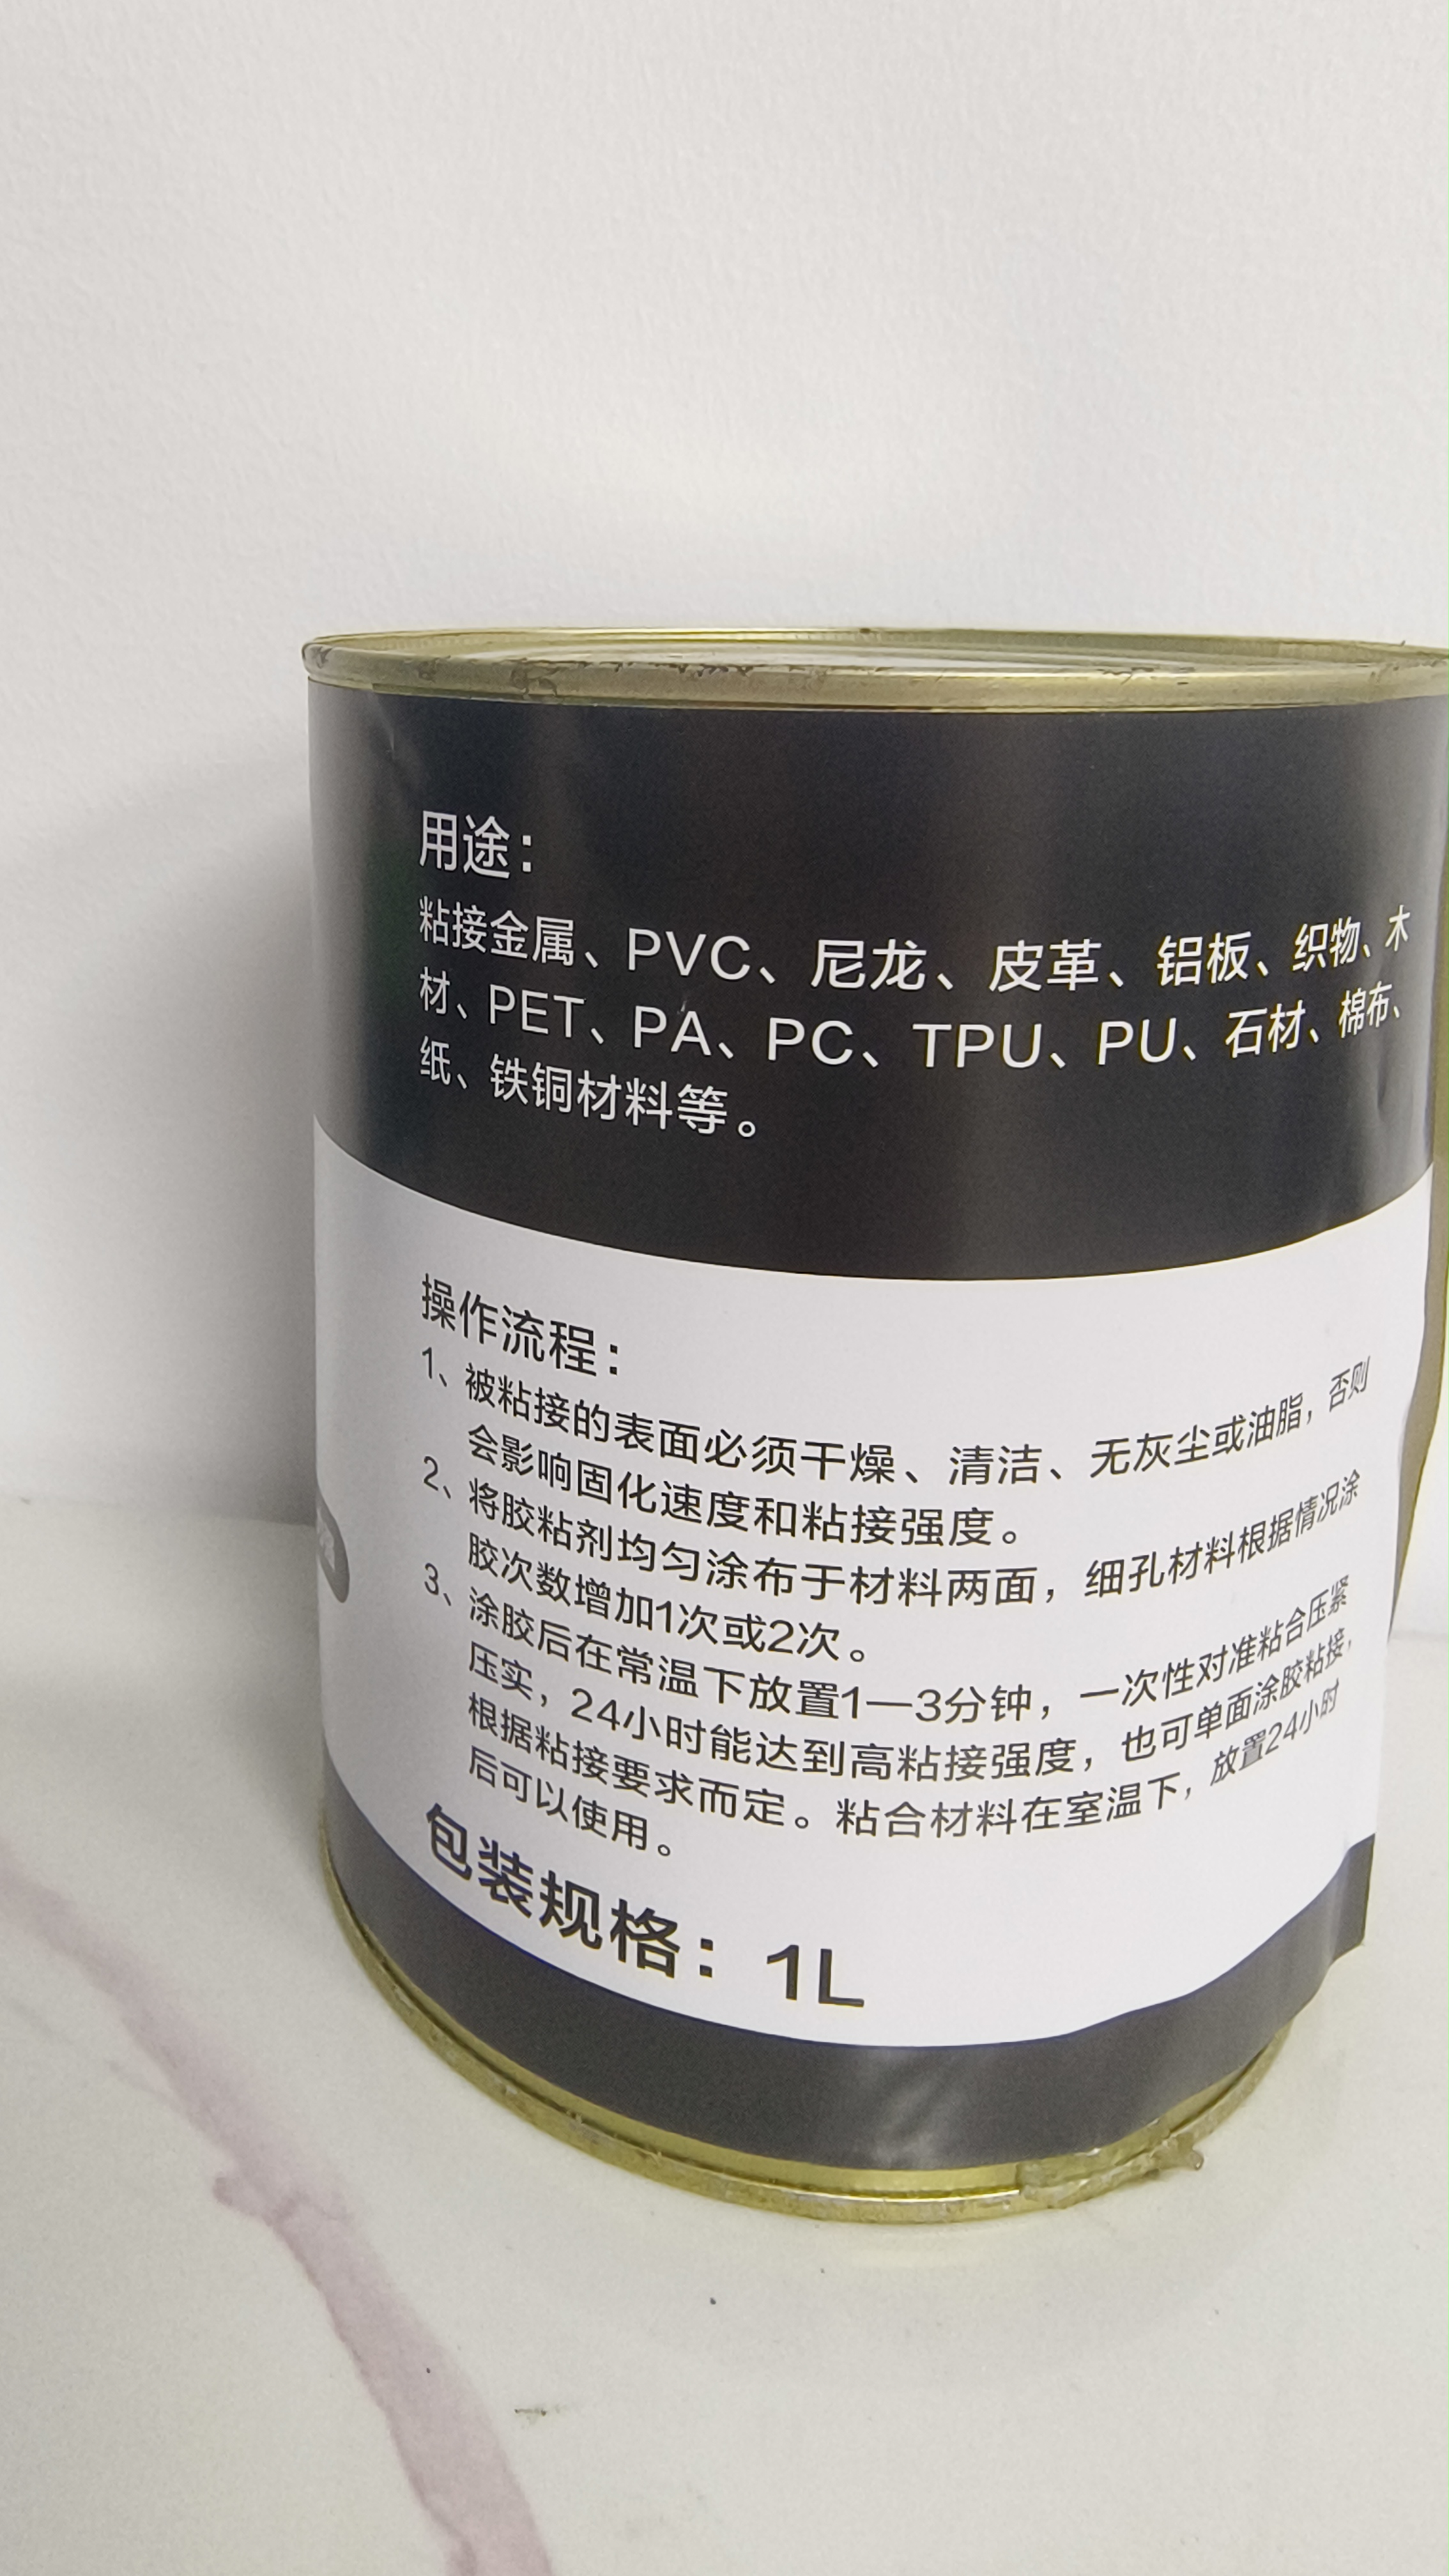 用途：
粘接金属、PVC、尼龙、皮革、铝板、织物、木
材、PET、PA、PC、TPU、PU、石材、棉布、
纸、铁铜材料等。
操作流程：
1、被粘接的表面必须干燥、清洁、无灰尘或油脂，否则
会影响固化速度和粘接强度。
2、将胶粘剂均匀涂布于材料两面，细孔材料根据情况涂
胶次数增加1次或2次。
3、涂胶后在常温下放置1—3分钟，一次性对准粘合压紧
压实，24小时能达到高粘接强度，也可单面涂胶粘接，
根据粘接要求而定。粘合材料在室温下，放置24小时
后可以使用。
包装规格：1L